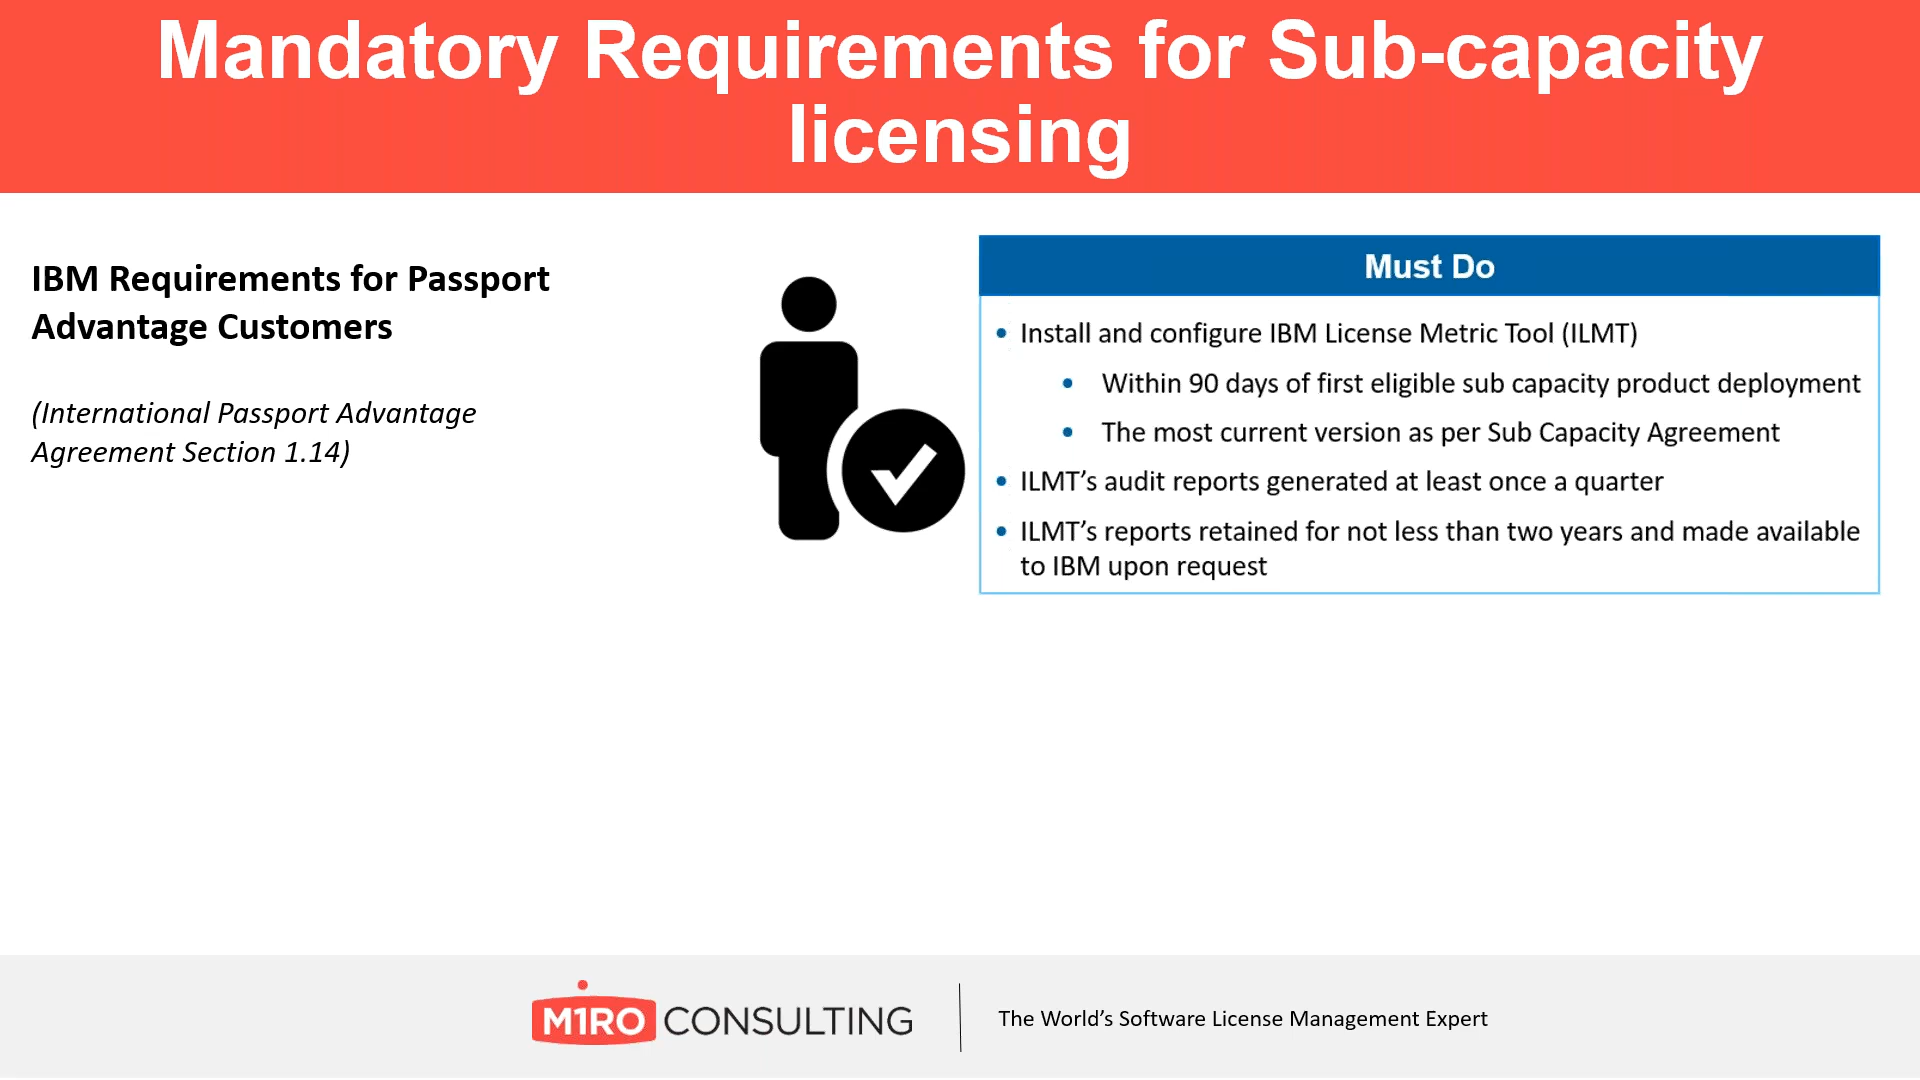 Mandatory Requirements for Sub-capacity
licensing
IBM Requirements for Passport
Advantage Customers
(International Passport Advantage
Agreement Section 1.14)
Must Do
• Install and configure IBM License Metric Tool (ILMT)
• Within 90 days of first eligible sub capacity product deployment
• The most current version as per Sub Capacity Agreement
• ILMT’s audit reports generated at least once a quarter
• ILMT’s reports retained for not less than two years and made available
to IBM upon request
M1RO CONSULTING
The World’s Software License Management Expert